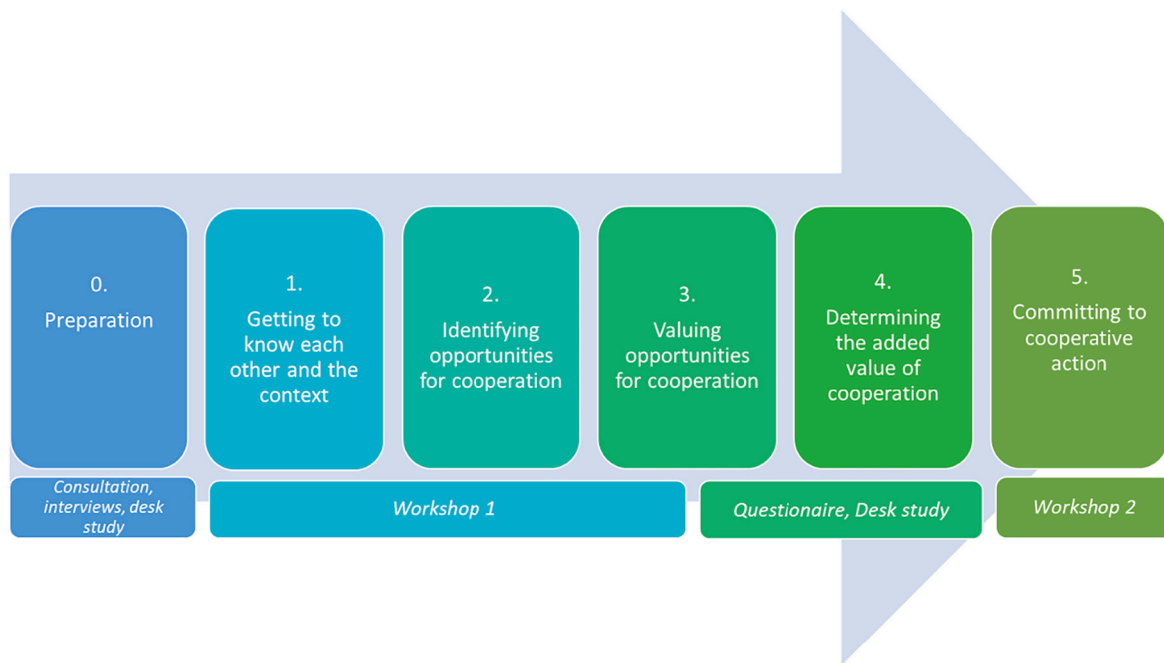 0.
Preparation
1.
Getting to
know each
other and the
context
2.
Identifying
opportunities
for cooperation
3.
Valuing
opportunities
for cooperation
4.
Determining
the added
value of
cooperation
5.
Committing to
cooperative
action
Consultation,
interviews, desk
study
Workshop 1
Questionaire, Desk study
Workshop 2